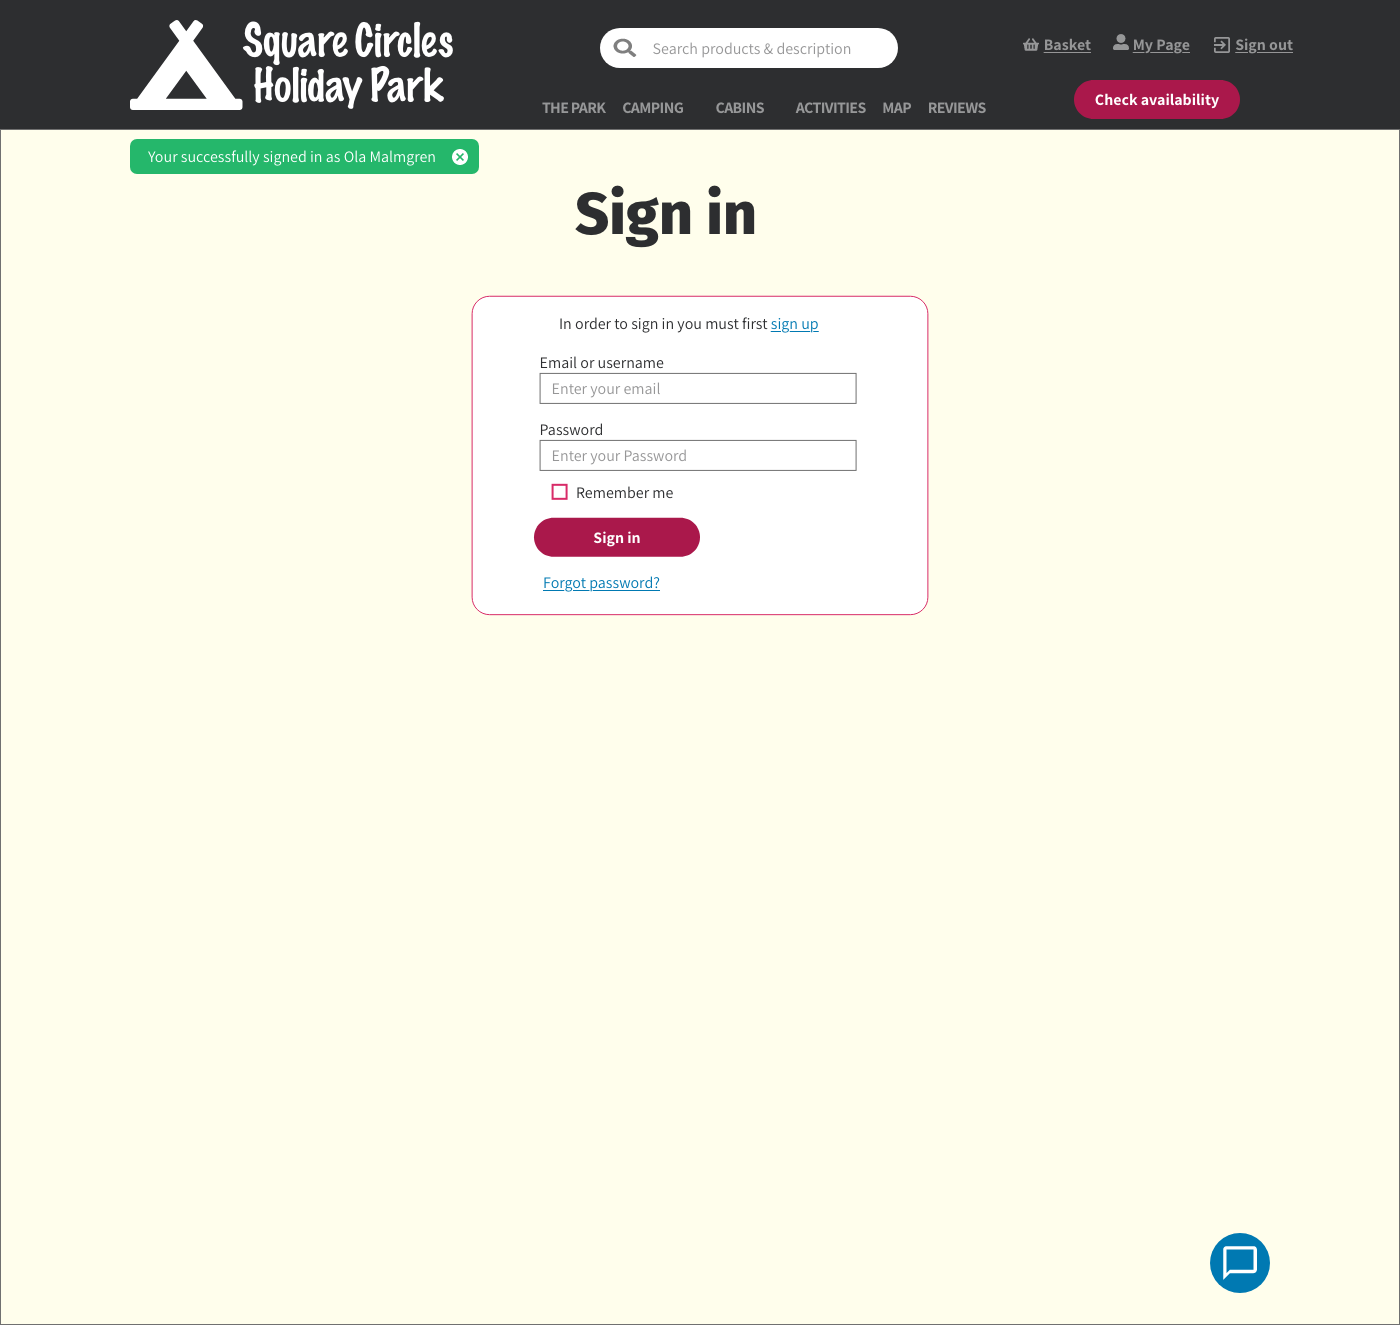 Square Circles
Holiday Park
Search products & description
Basket
My Page
Sign out
THE PARK CAMPING CABINS ACTIVITIES MAP REVIEWS
Check availability
Your successfully signed in as Ola Malmgren
Sign in
In order to sign in you must first sign up
Email or username
Enter your email
Password
Enter your Password
Remember me
Sign in
Forgot password?